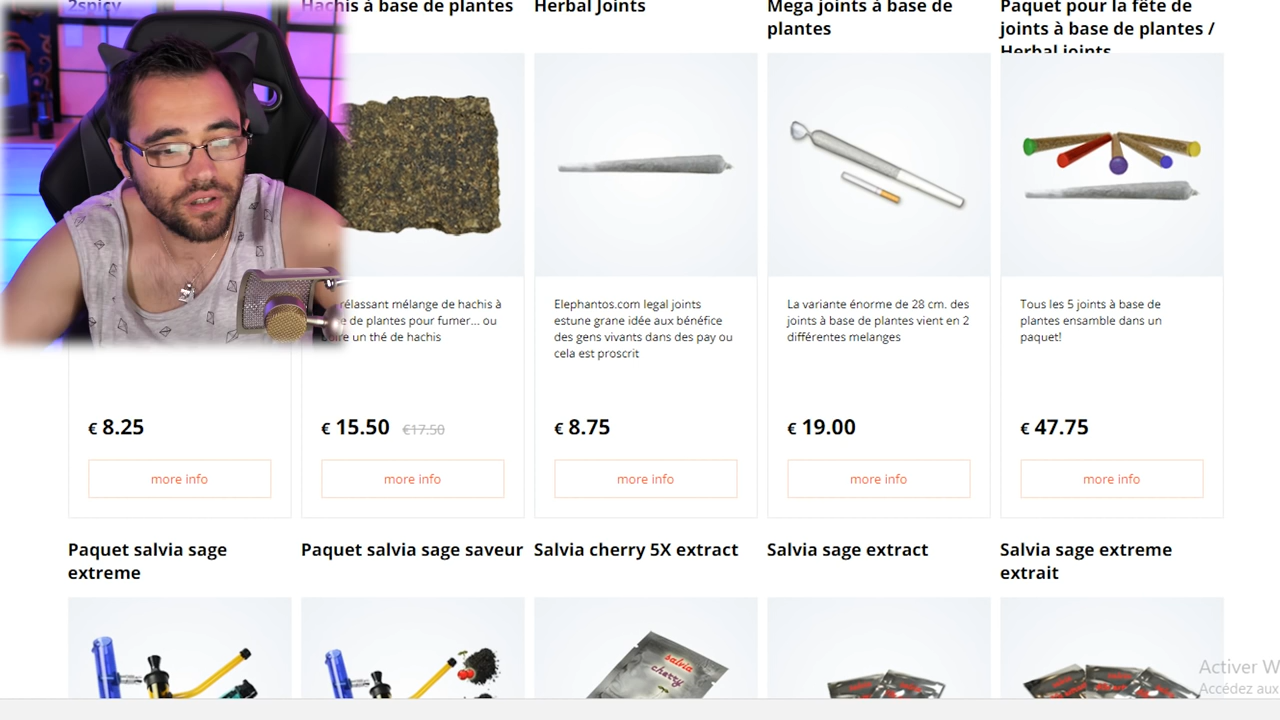 2spicy
Hachis à base de plantes
Herbal Joints
Mega joints à base de
plantes
Paquet pour la fête de
joints à base de plantes /
Herbal joints
rélassant mélange de hachis à
de plantes pour fumer... ou
un thé de hachis
Elephantos.com legal joints
estune grane idée aux bénéfice
des gens vivants dans des pay ou
cela est proscrit
La variante énorme de 28 cm. des
joints à base de plantes vient en 2
différentes melanges
Tous les 5 joints à base de
plantes ensamble dans un
paquet!
€ 8.25
€ 15.50 €17.50
€ 8.75
€ 19.00
€ 47.75
more info
more info
more info
more info
more info
Paquet salvia sage
extreme
Paquet salvia sage saveur
Salvia cherry 5X extract
Salvia sage extract
Salvia sage extreme
extrait
salvia
cherry
Activer W
Accédez aux